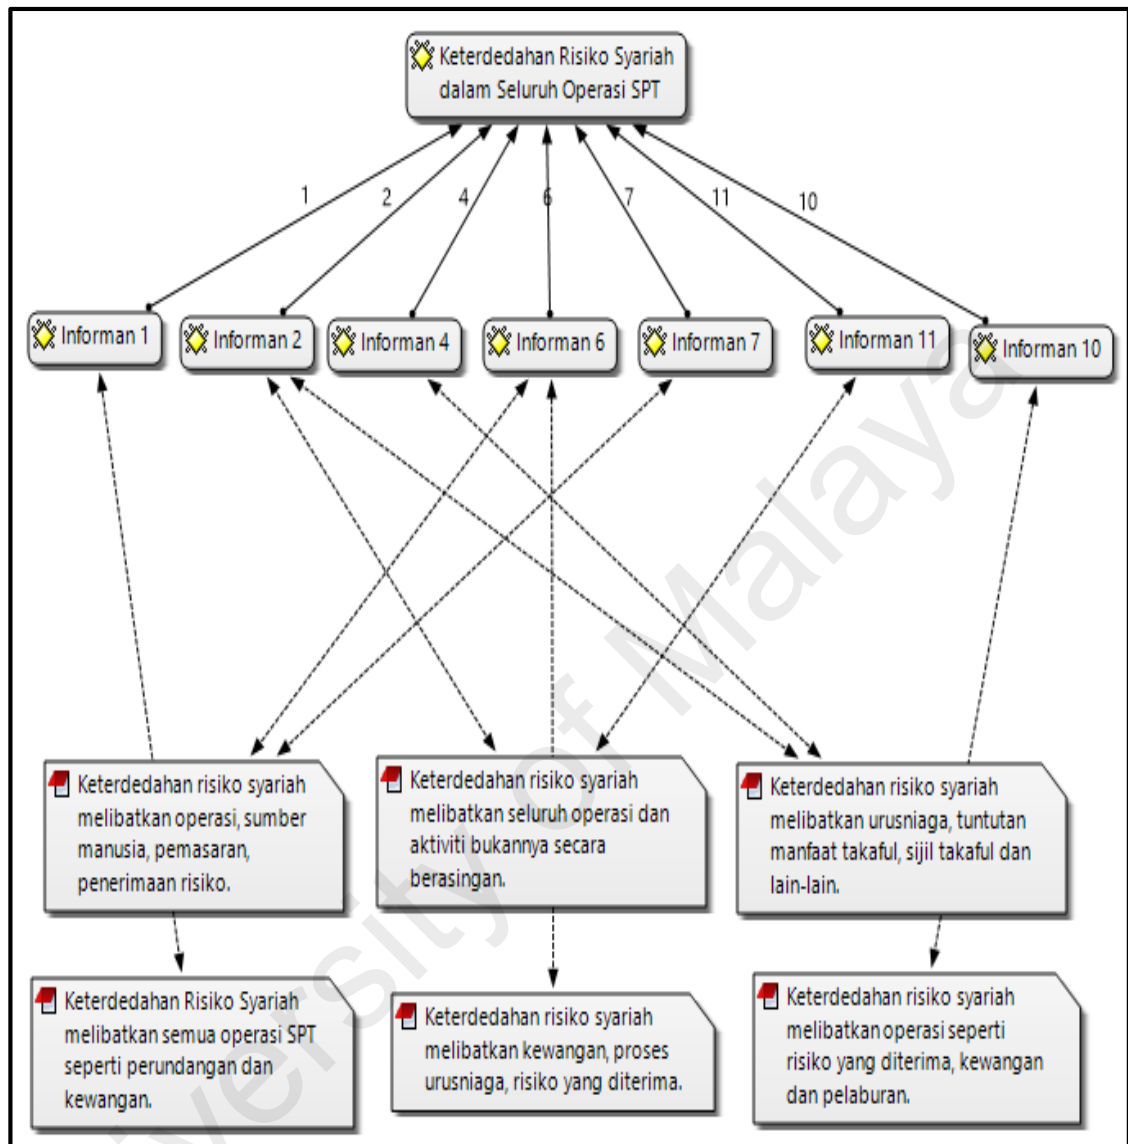 Keterdedahan Risiko Syariah
dalam Seluruh Operasi SPT
1
2
4
6
7
11
10
Informan 1
Informan 2
Informan 4
Informan 6
Informan 7
Informan 11
Informan 10
Keterdedahan risiko syariah
melibatkan operasi, sumber
manusia, pemasaran,
penerimaan risiko.
Keterdedahan risiko syariah
melibatkan seluruh operasi dan
aktiviti bukannya secara
berasingan.
Keterdedahan risiko syariah
melibatkan urusniaga, tuntutan
manfaat takaful, sijil takaful dan
lain-lain.
Keterdedahan Risiko Syariah
melibatkan semua operasi SPT
seperti perundangan dan
kewangan.
Keterdedahan risiko syariah
melibatkan kewangan, proses
urusniaga, risiko yang diterima.
Keterdedahan risiko syariah
melibatkan operasi seperti
risiko yang diterima, kewangan
dan pelaburan.
versity of Malaya